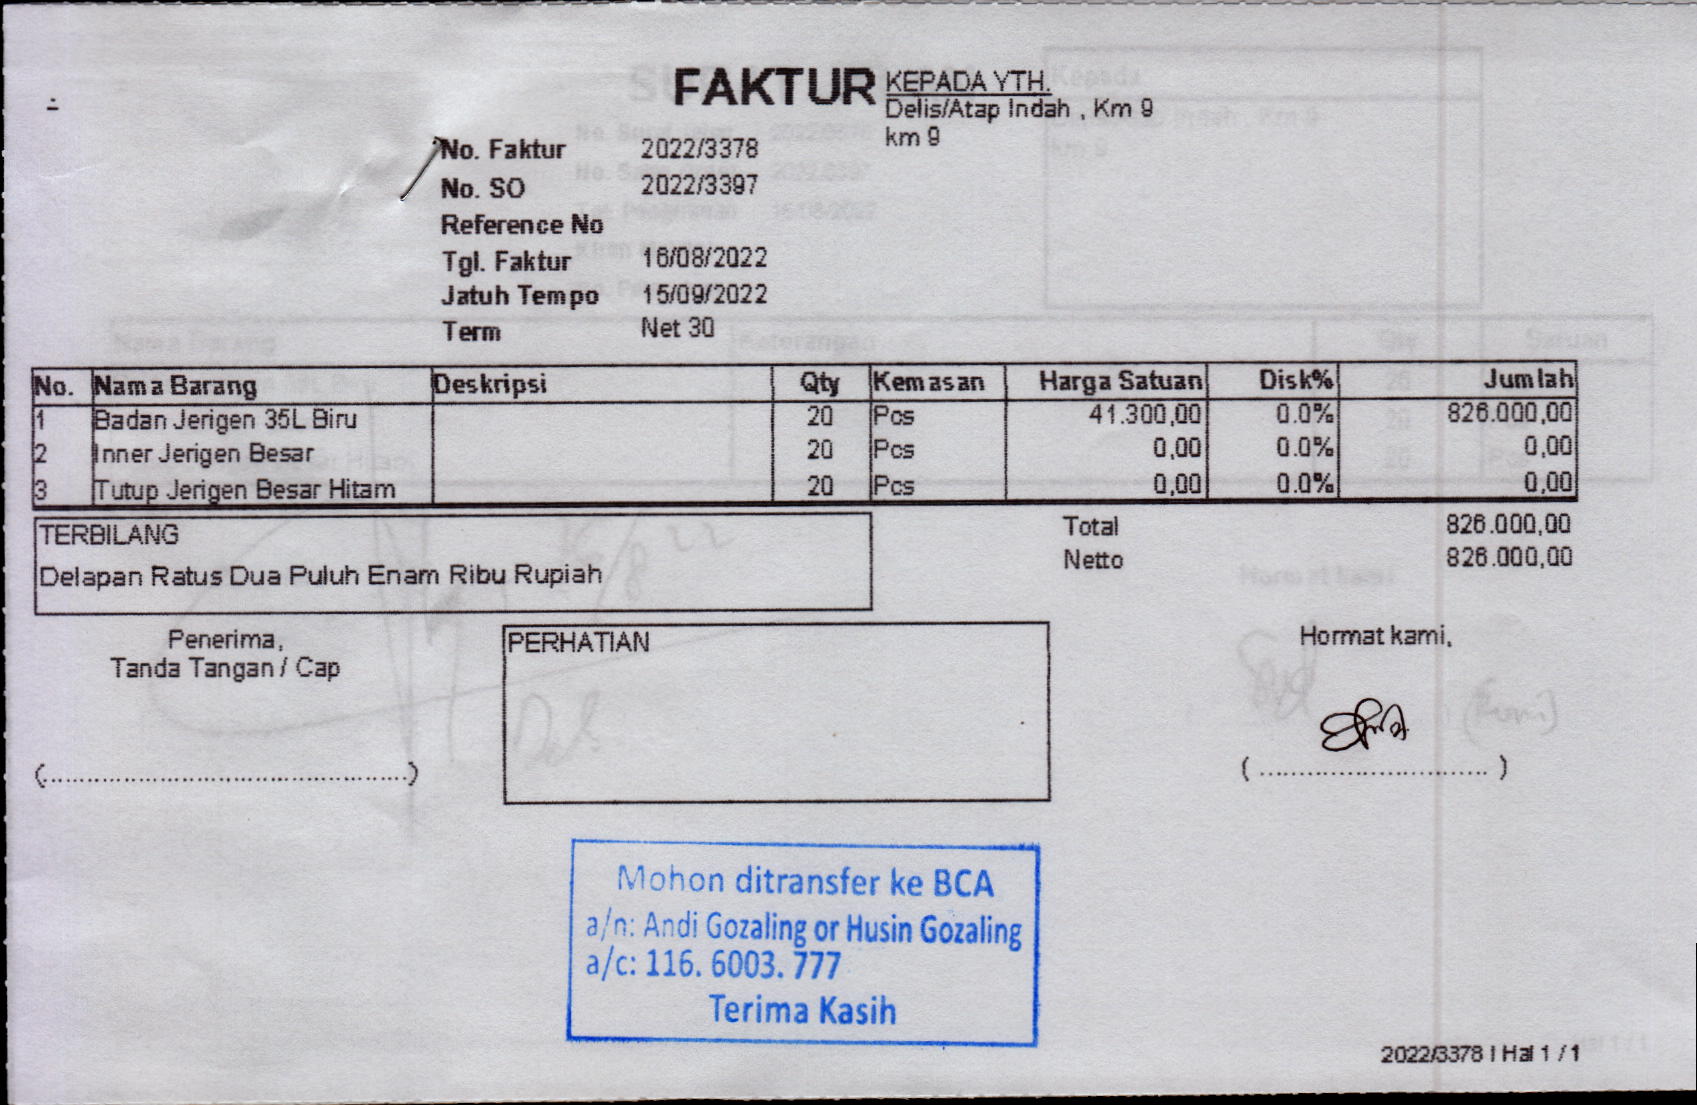 FAKTUR
KEPADA YTH.
Delis/Atap Indah , Km 9
km 9
No. Faktur 2022/3378
No. SO 2022/3397
Reference No
Tgl. Faktur 16/08/2022
Jatuh Tempo 15/09/2022
Term Net 30
No. Nama Barang Deskripsi Qty Kemasan Harga Satuan Disk% Jumlah
1 Badan Jerigen 35L Biru 20 Pcs 41.300,00 0.0% 826.000,00
2 Inner Jerigen Besar 20 Pcs 0,00 0.0% 0,00
3 Tutup Jerigen Besar Hitam 20 Pcs 0,00 0.0% 0,00
TERBILANG
Delapan Ratus Dua Puluh Enam Ribu Rupiah
Total 826.000,00
Netto 826.000,00
Penerima,
Tanda Tangan / Cap
(..............................................)
PERHATIAN
Hormat kami,
( ............................. )
Mohon ditransfer ke BCA
a/n: Andi Gozaling or Husin Gozaling
a/c: 116. 6003. 777
Terima Kasih
2022/3378 | Hal 1 / 1